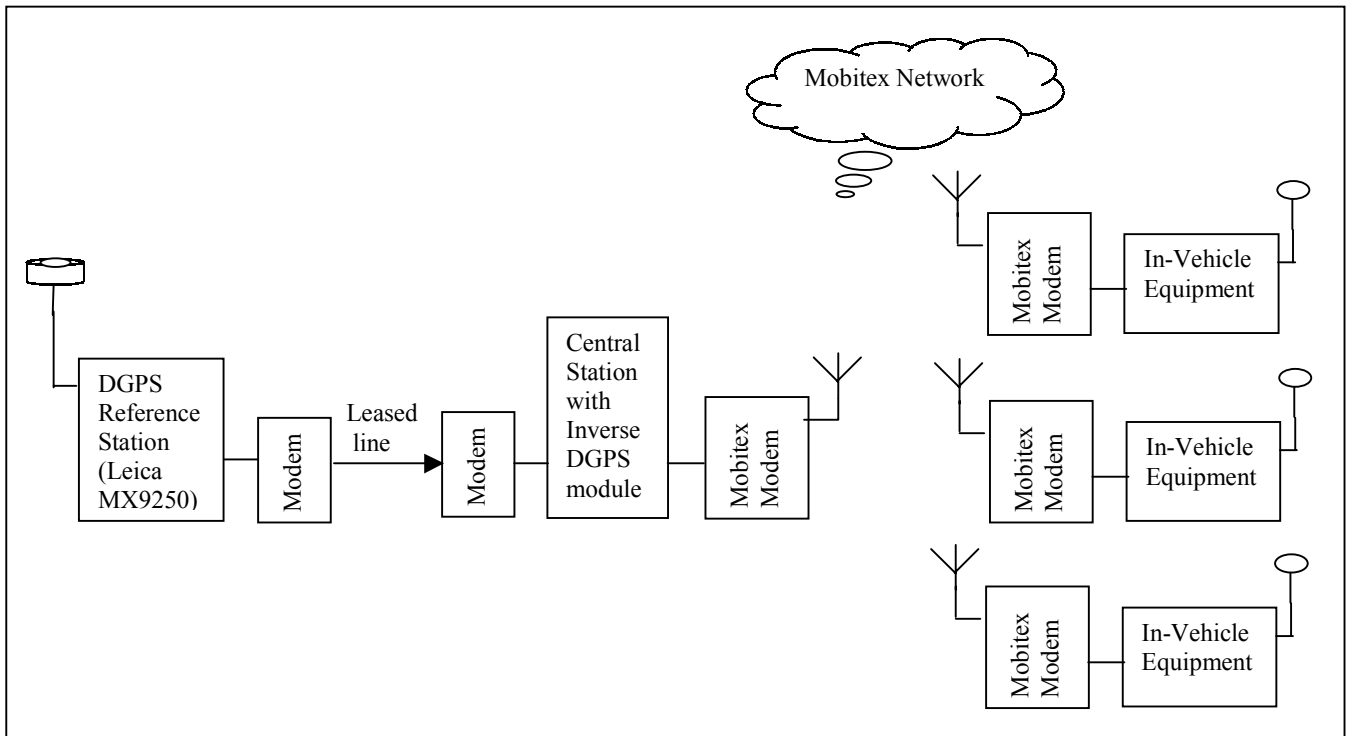 Mobitex Network
DGPS
Reference
Station
(Leica
MX9250)
Modem
Leased
line
Modem
Central
Station
with
Inverse
DGPS
module
Mobitex
Modem
Mobitex
Modem
In-Vehicle
Equipment
Mobitex
Modem
In-Vehicle
Equipment
Mobitex
Modem
In-Vehicle
Equipment